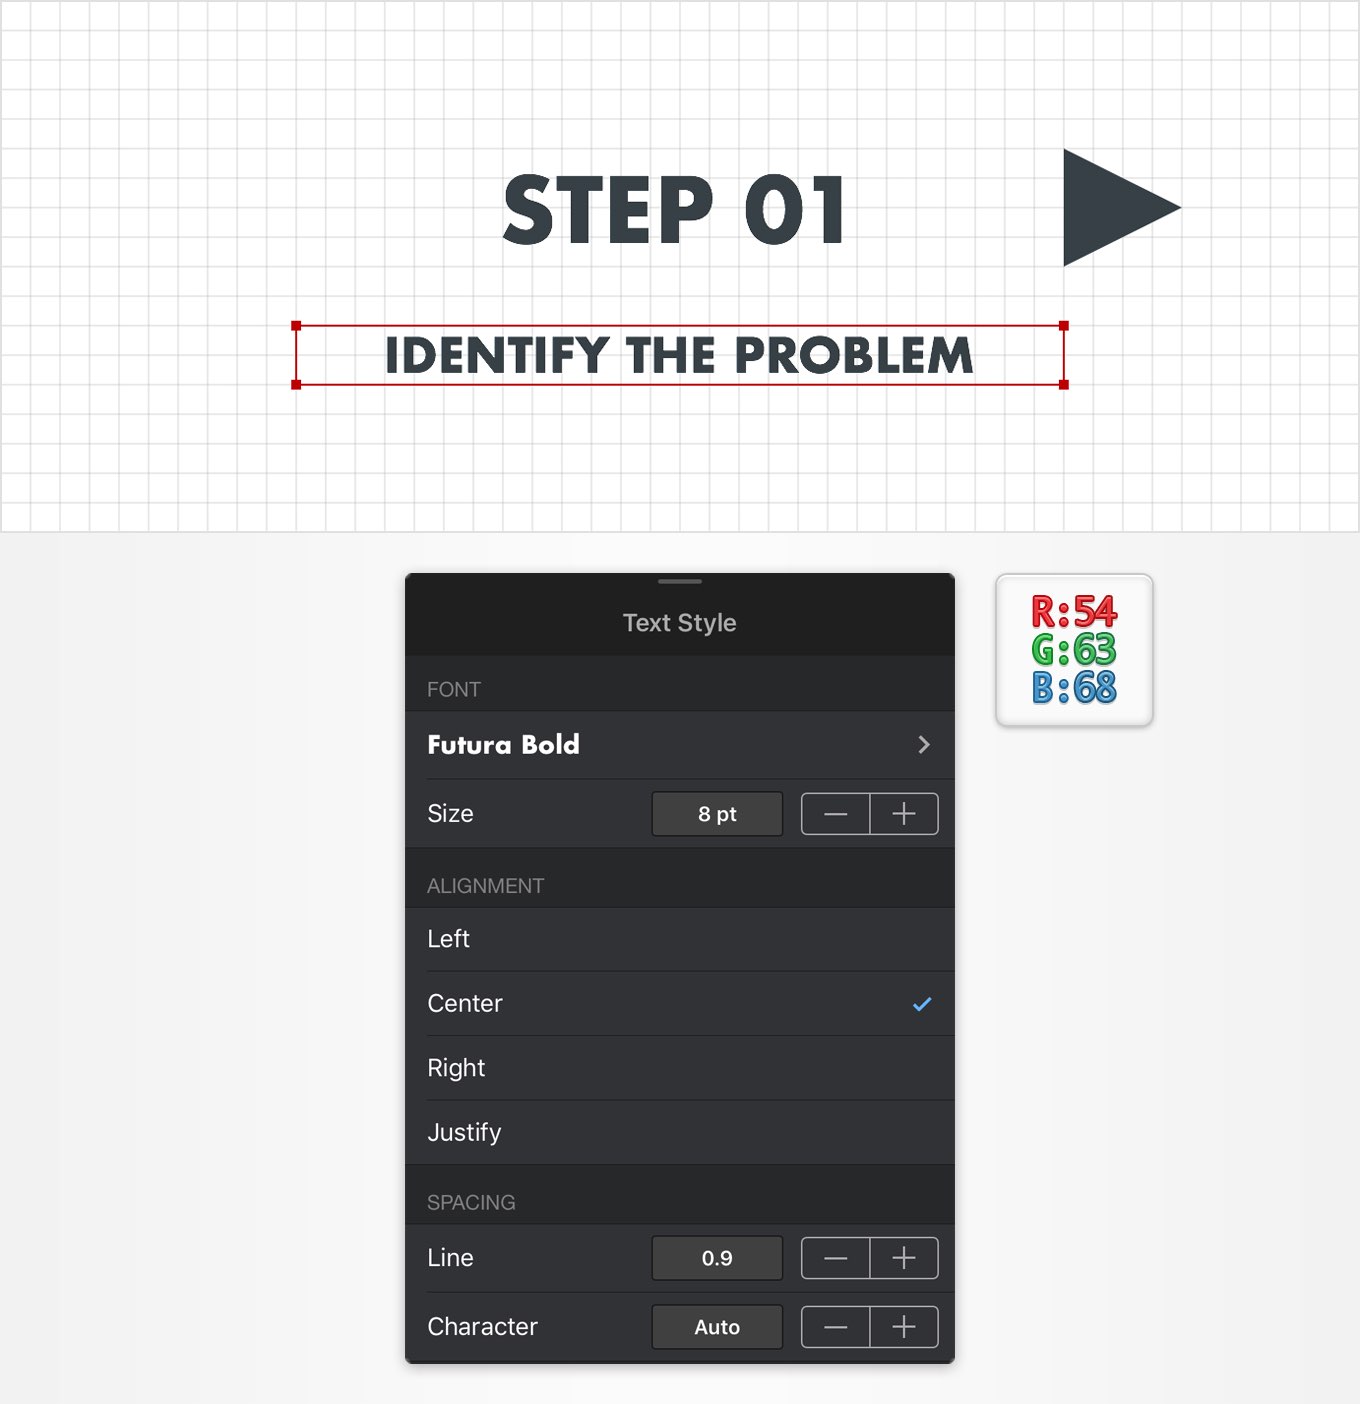 STEP 01
IDENTIFY THE PROBLEM
Text Style
R:54
G:63
B:68
FONT
Futura Bold
Size 8 pt
ALIGNMENT
Left
Center
Right
Justify
SPACING
Line 0.9
Character Auto